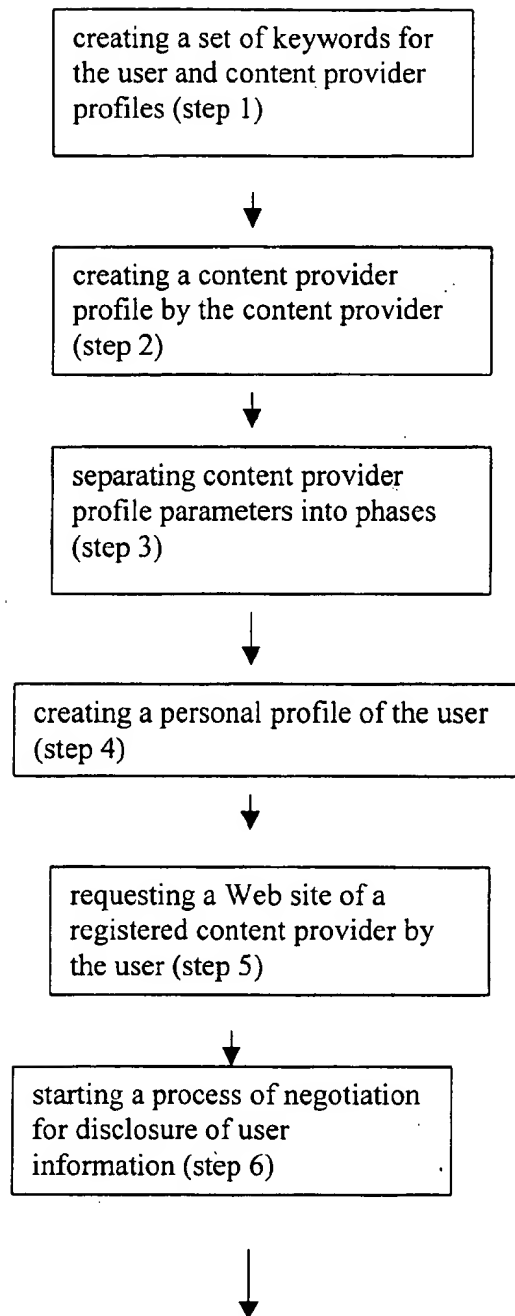 creating a set of keywords for
the user and content provider
profiles (step 1)
creating a content provider
profile by the content provider
(step 2)
separating content provider
profile parameters into phases
(step 3)
creating a personal profile of the user
(step 4)
requesting a Web site of a
registered content provider by
the user (step 5)
starting a process of negotiation
for disclosure of user
information (step 6)